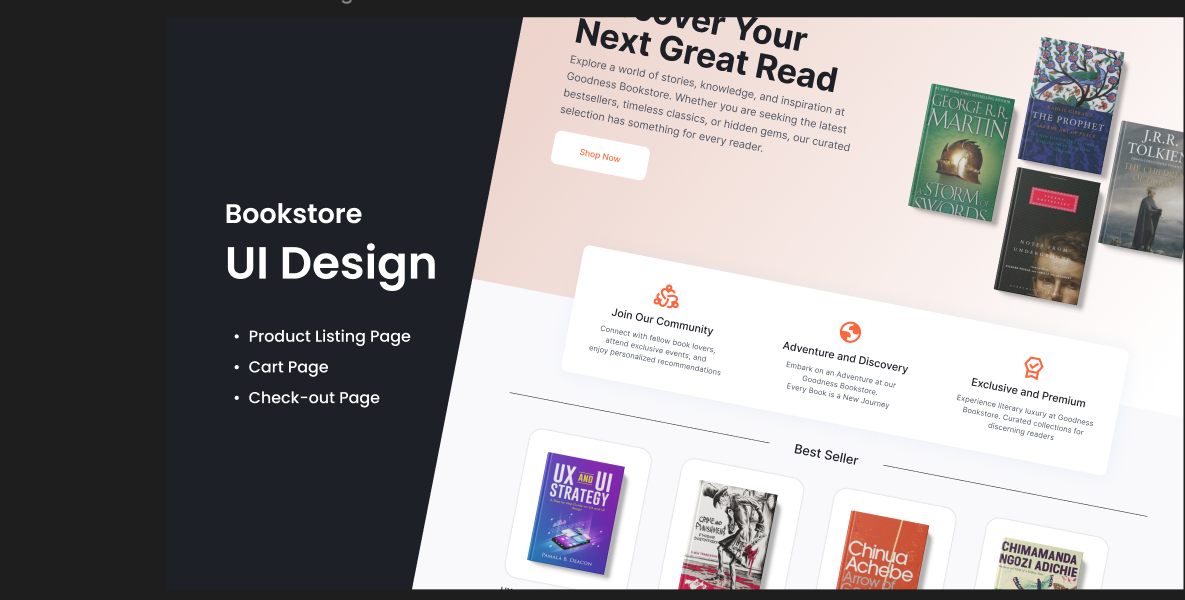 Bookstore
UI Design
• Product Listing Page
• Cart Page
• Check-out Page
Your
Next Great Read
Explore a world of stories, knowledge, and inspiration at
Goodness Bookstore. Whether you are seeking the latest
bestsellers, timeless classics, or hidden gems, our curated
selection has something for every reader.
Shop Now
GEORGE R.R.
MARTIN
A STORM OF
SWORDS
THE PROPHET
J.R.R.
TOLKIEN
NOTES FROM
UNDERGROUND
Join Our Community
Connect with fellow book lovers,
attend exclusive events, and
enjoy personalized recommendations
Adventure and Discovery
Embark on an Adventure at our
Goodness Bookstore.
Every Book is a New Journey
Exclusive and Premium
Experience literary luxury at Goodness
Bookstore. Curated collections for
discerning readers
Best Seller
UX AND UI
STRATEGY
PAMALA B. DEACON
CRIME AND
PUNISHMENT
Chinua
Achebe
Arrow of
CHIMAMANDA
NGOZI ADICHIE